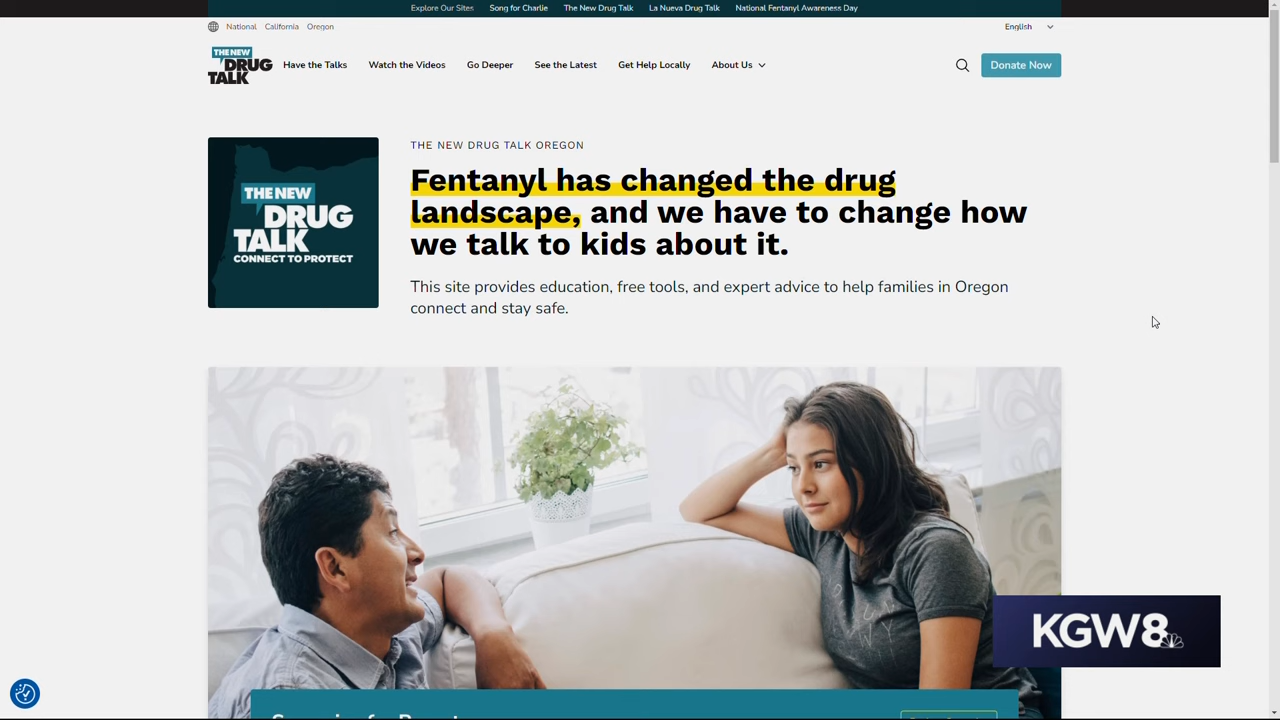 Explore Our Sites Song for Charlie The New Drug Talk La Nueva Drug Talk National Fentanyl Awareness Day
National California Oregon English
THE NEW
DRUG
TALK
Have the Talks Watch the Videos Go Deeper See the Latest Get Help Locally About Us Donate Now
THE NEW
DRUG
TALK
CONNECT TO PROTECT
THE NEW DRUG TALK OREGON
Fentanyl has changed the drug
landscape, and we have to change how
we talk to kids about it.
This site provides education, free tools, and expert advice to help families in Oregon
connect and stay safe.
KGW8